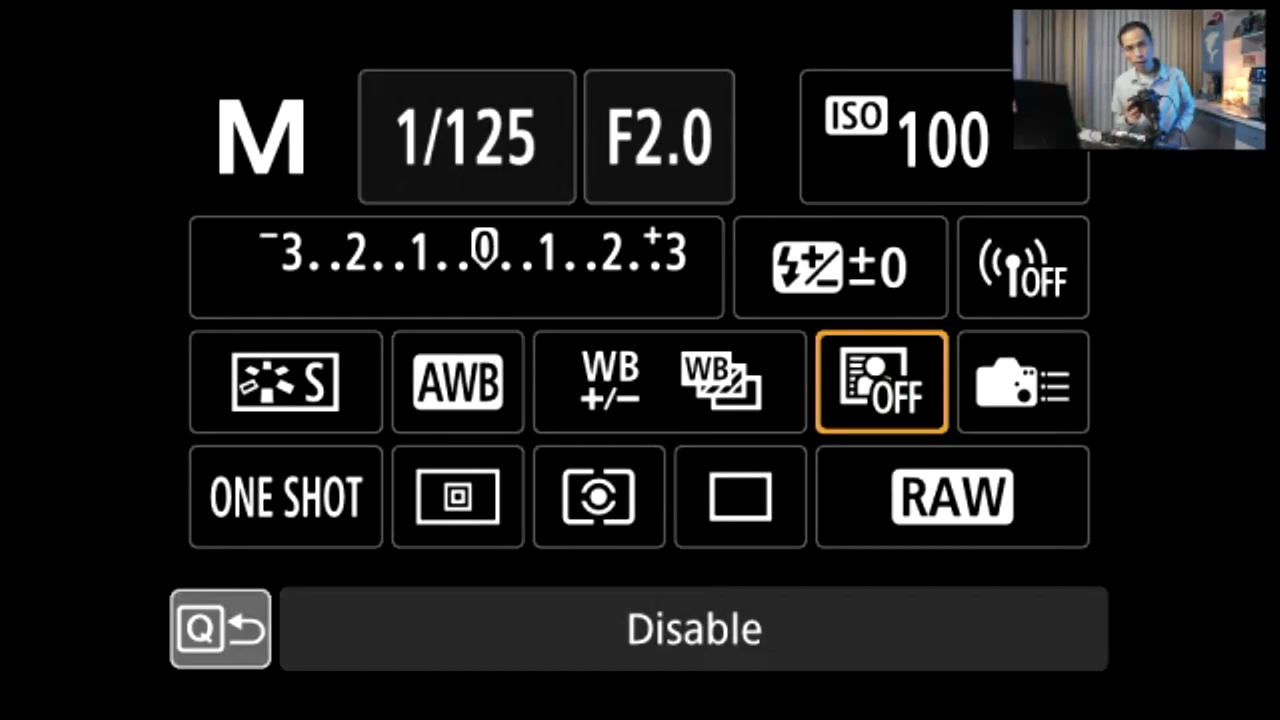 M 1/125 F2.0 ISO 100
-3..2..1..0..1..2..+3 ±0 OFF
S AWB WB +/- WB OFF
ONE SHOT RAW
Q Disable